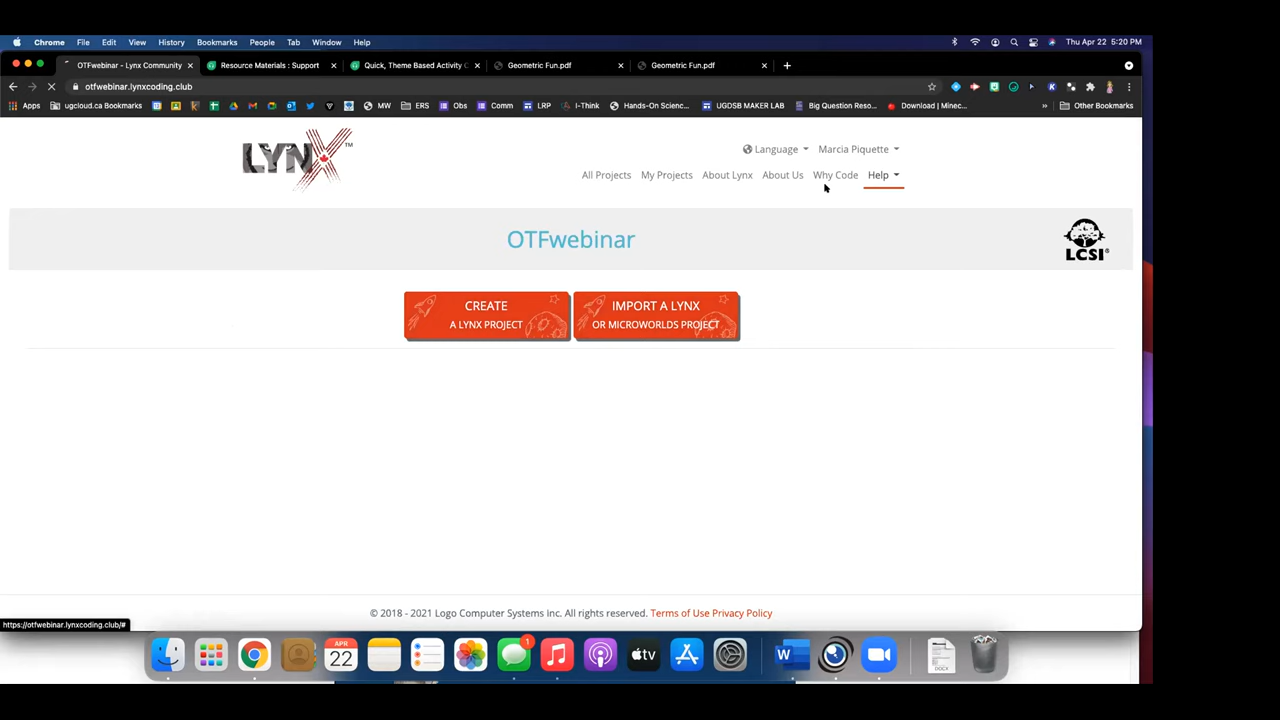 Chrome File Edit View History Bookmarks People Tab Window Help Thu Apr 22 5:20 PM
OTFwebinar - Lynx Community × Resource Materials : Support × Quick, Theme Based Activity C × Geometric Fun.pdf × Geometric Fun.pdf × +
otfwebinar.lynxcoding.club
Apps ugcloud.ca Bookmarks K MW ERS Obs Comm LRP I-Think Hands-On Scienc... UGDSB MAKER LAB Big Question Reso... Download | Minec... » Other Bookmarks
LYNX™
Language Marcia Piquette
All Projects My Projects About Lynx About Us Why Code Help
OTFwebinar
LCSI®
CREATE
A LYNX PROJECT
IMPORT A LYNX
OR MICROWORLDS PROJECT
© 2018 - 2021 Logo Computer Systems Inc. All rights reserved. Terms of Use Privacy Policy
https://otfwebinar.lynxcoding.club/#
APR
22
1
tv
W
DOCX